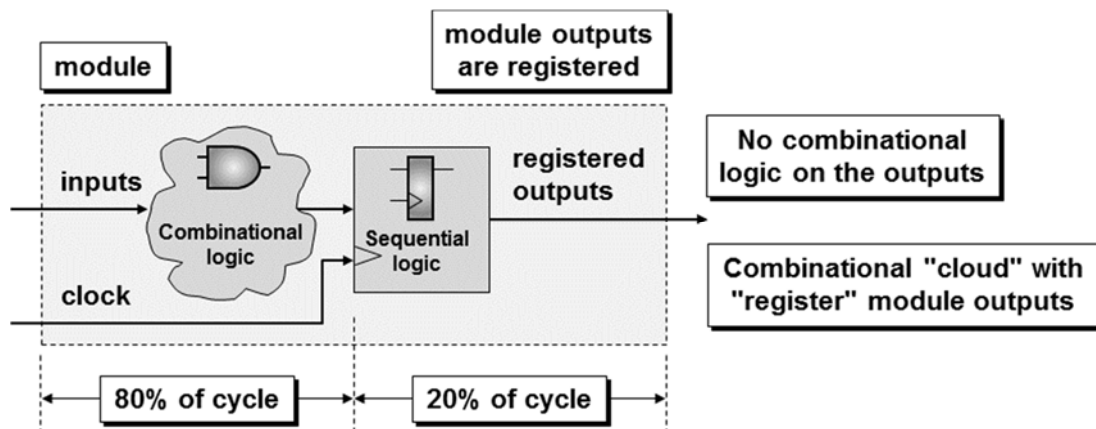 module
module outputs
are registered
inputs
Combinational
logic
clock
Sequential
logic
registered
outputs
No combinational
logic on the outputs
Combinational "cloud" with
"register" module outputs
80% of cycle
20% of cycle